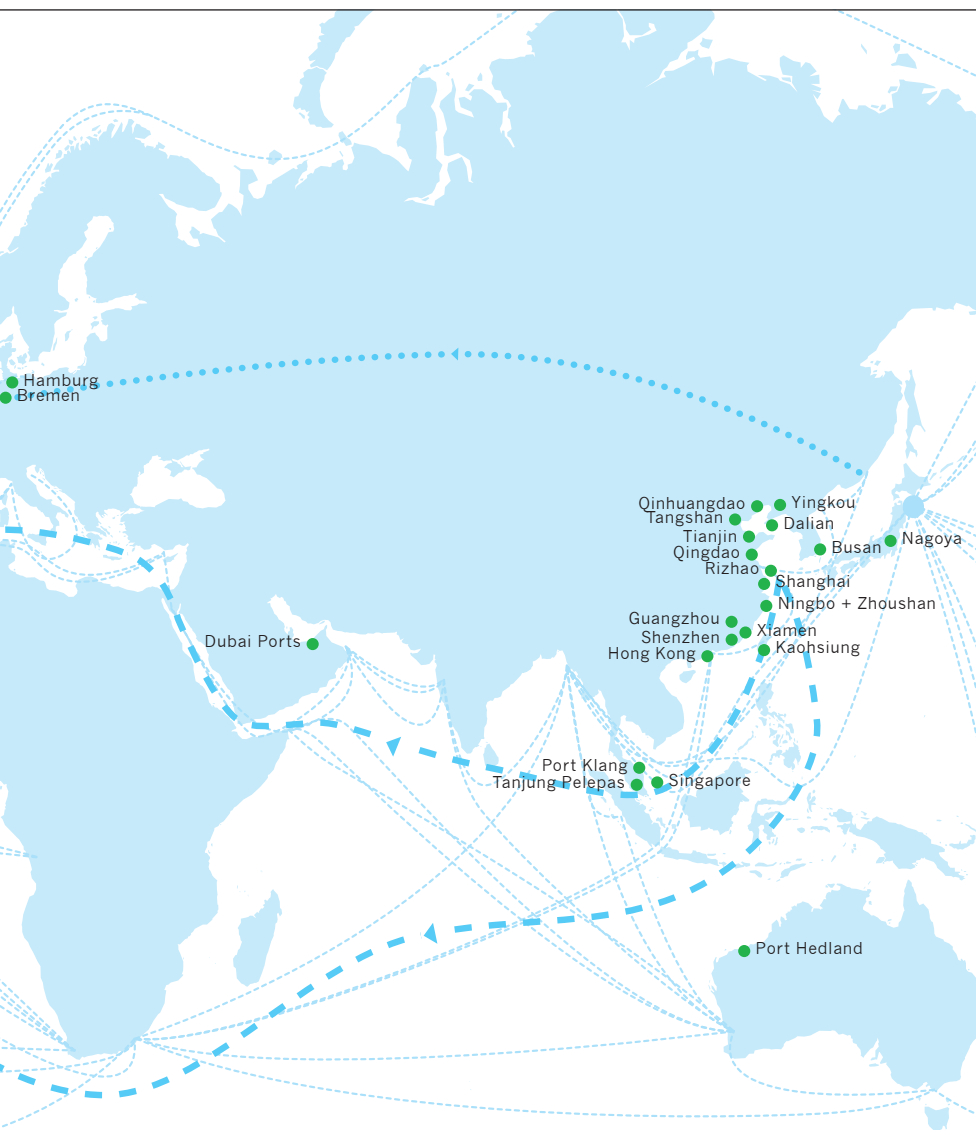 Hamburg
Bremen
Qinhuangdao
Yingkou
Tangshan
Dalian
Tianjin
Nagoya
Busan
Qingdao
Rizhao
Shanghai
Ningbo + Zhoushan
Guangzhou
Xiamen
Shenzhen
Dubai Ports
Kaohsiung
Hong Kong
Port Klang
Singapore
Tanjung Pelepas
Port Hedland